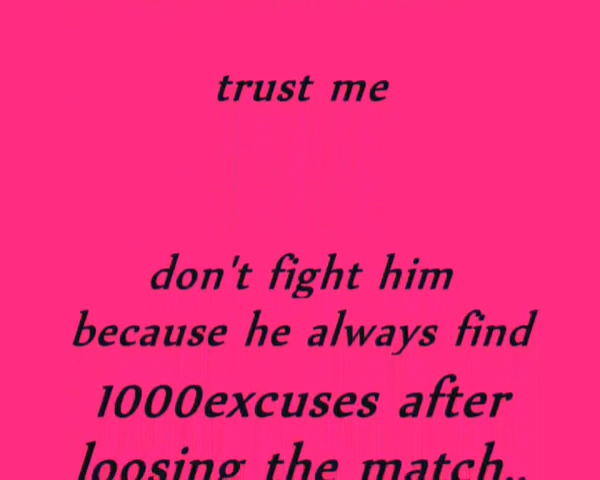 trust me
don't fight him
because he always find
1000excuses after
loosing the match..